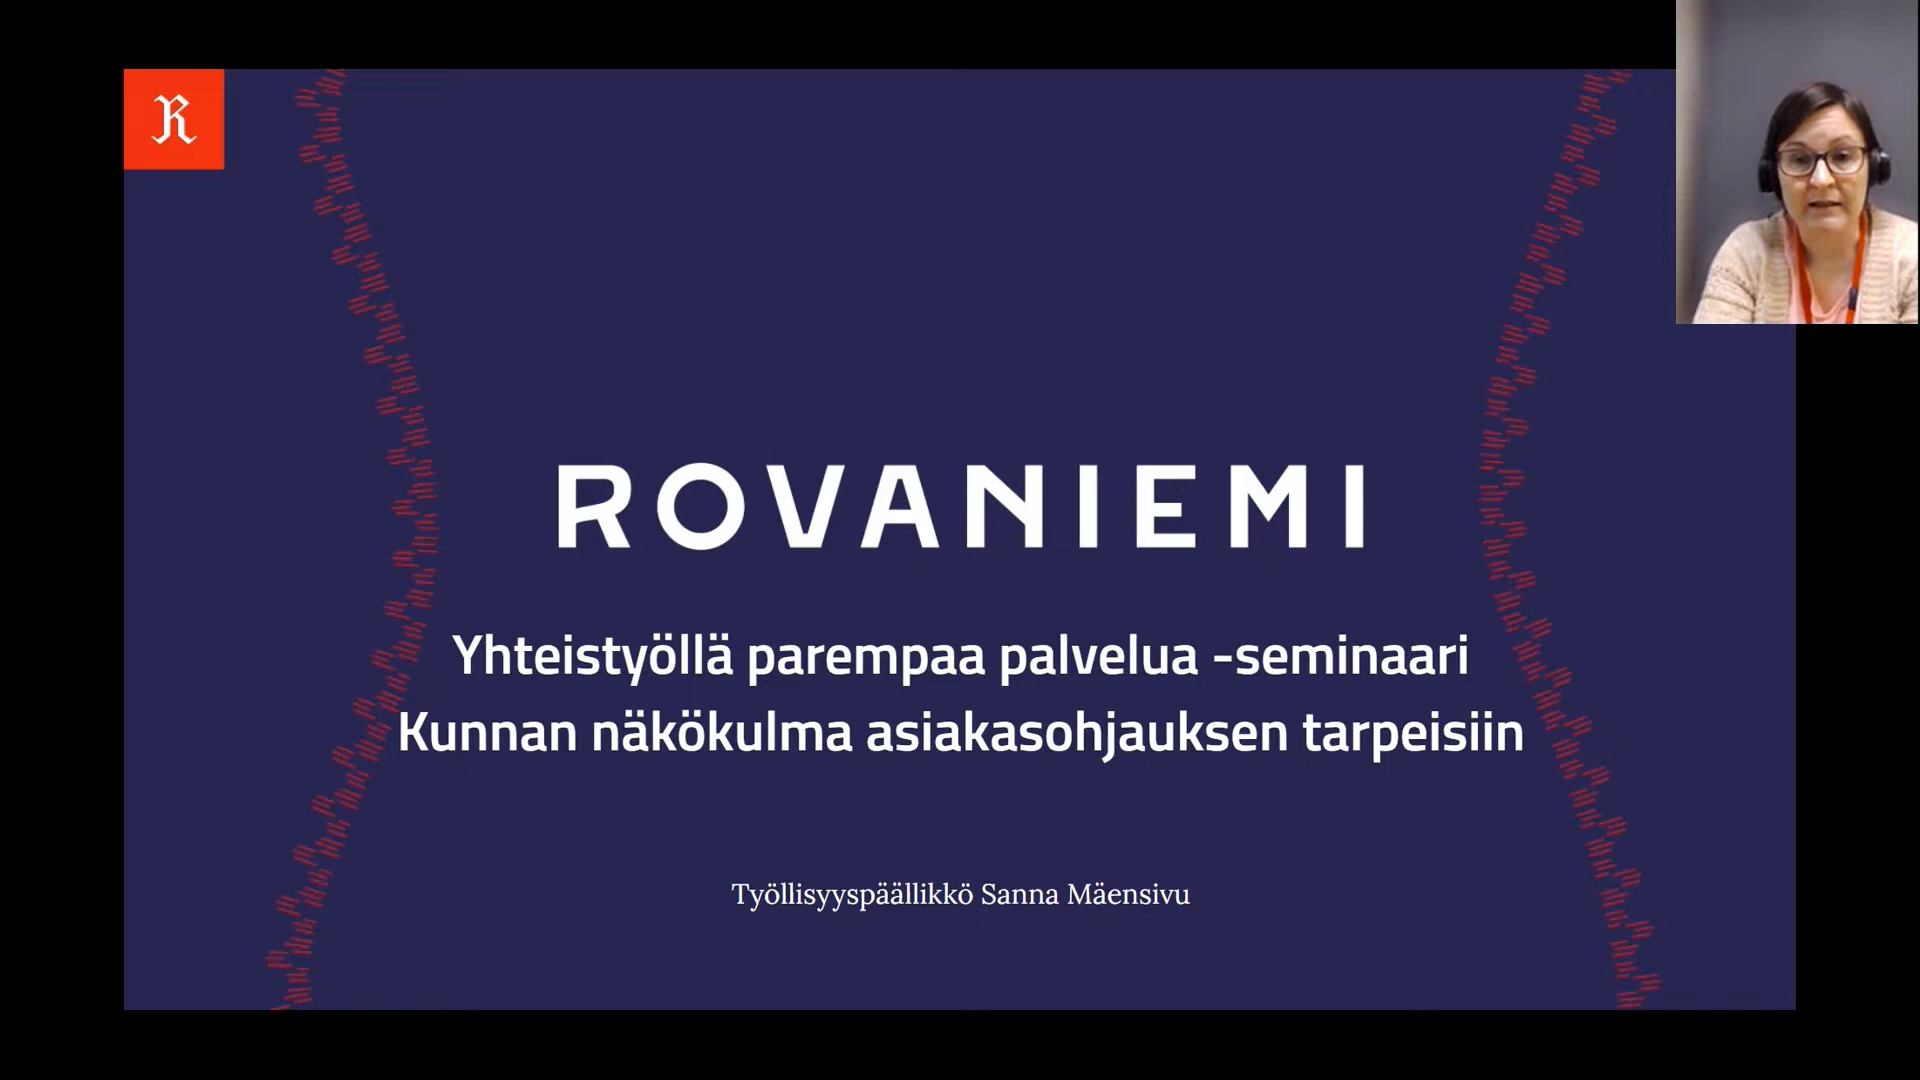 R
ROVANIEMI
Yhteistyöllä parempaa palvelua -seminaari
Kunnan näkökulma asiakasohjauksen tarpeisiin
Työllisyyspäällikkö Sanna Mäensivu